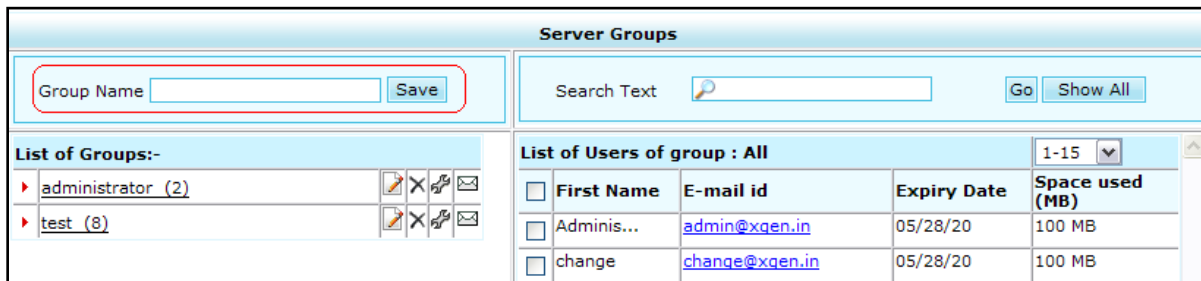 Server Groups
Group Name Save
Search Text Go Show All
List of Groups:-
administrator (2)
test (8)
List of Users of group : All 1-15
First Name E-mail id Expiry Date Space used (MB)
Adminis... admin@xgen.in 05/28/20 100 MB
change change@xgen.in 05/28/20 100 MB